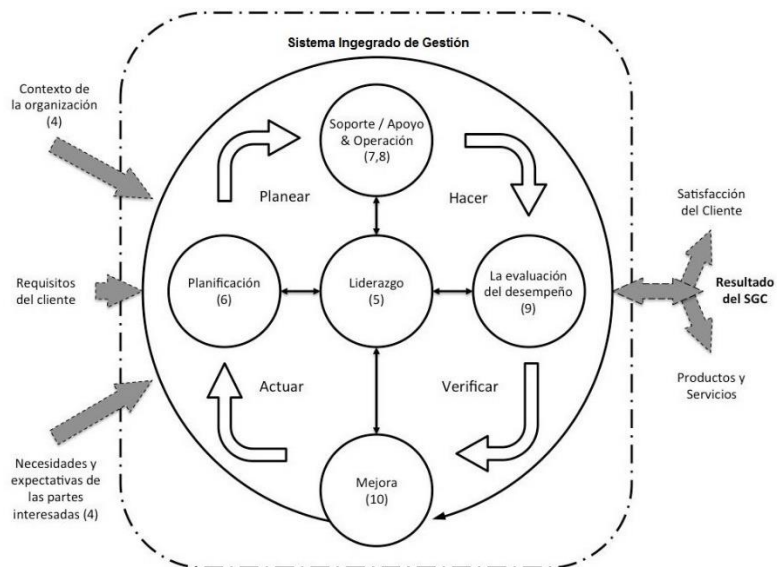 Sistema Ingegrado de Gestión
Contexto de
la organización
(4)
Soporte / Apoyo
& Operación
(7,8)
Planear
Hacer
Satisfacción
del Cliente
Requisitos
del cliente
Planificación
(6)
Liderazgo
(5)
La evaluación
del desempeño
(9)
Resultado
del SGC
Actuar
Verificar
Productos y
Servicios
Necesidades y
expectativas de
las partes
interesadas (4)
Mejora
(10)